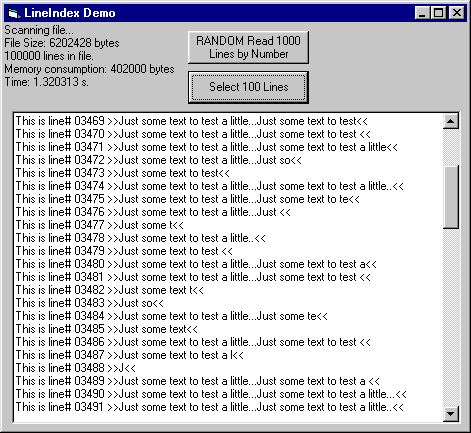 LineIndex Demo
Scanning file...
File Size: 6202428 bytes
100000 lines in file.
Memory consumption: 402000 bytes
Time: 1.320313 s.
RANDOM Read 1000
Lines by Number
Select 100 Lines
This is line# 03469 >>Just some text to test a little...Just some text to test<<
This is line# 03470 >>Just some text to test a little...Just some text to test <<
This is line# 03471 >>Just some text to test a little...Just some text to test a little<<
This is line# 03472 >>Just some text to test a little...Just so<<
This is line# 03473 >>Just some text to test<<
This is line# 03474 >>Just some text to test a little...Just some text to test a little..<<
This is line# 03475 >>Just some text to test a little...Just some text to te<<
This is line# 03476 >>Just some text to test a little...Just <<
This is line# 03477 >>Just some t<<
This is line# 03478 >>Just some text to test a little..<<
This is line# 03479 >>Just some text to test <<
This is line# 03480 >>Just some text to test a little...Just some text to test a<<
This is line# 03481 >>Just some text to test a little...Just some text to test <<
This is line# 03482 >>Just some text t<<
This is line# 03483 >>Just so<<
This is line# 03484 >>Just some text to test a little...Just some te<<
This is line# 03485 >>Just some text<<
This is line# 03486 >>Just some text to test a little...Just some text to test <<
This is line# 03487 >>Just some text to test a l<<
This is line# 03488 >>J<<
This is line# 03489 >>Just some text to test a little...Just some text to test a <<
This is line# 03490 >>Just some text to test a little...Just some text to test a little...<<
This is line# 03491 >>Just some text to test a little...Just some text to test a little..<<